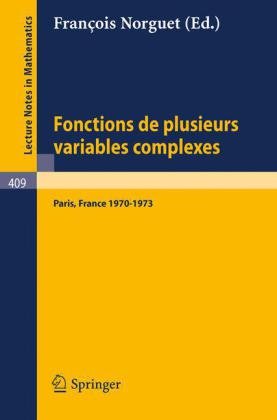 François Norguet (Ed.)
Lecture Notes in Mathematics
409
Fonctions de plusieurs
variables complexes
Paris, France 1970-1973
Springer